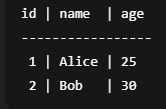 id | name  | age
------------------
1 | Alice | 25
2 | Bob   | 30